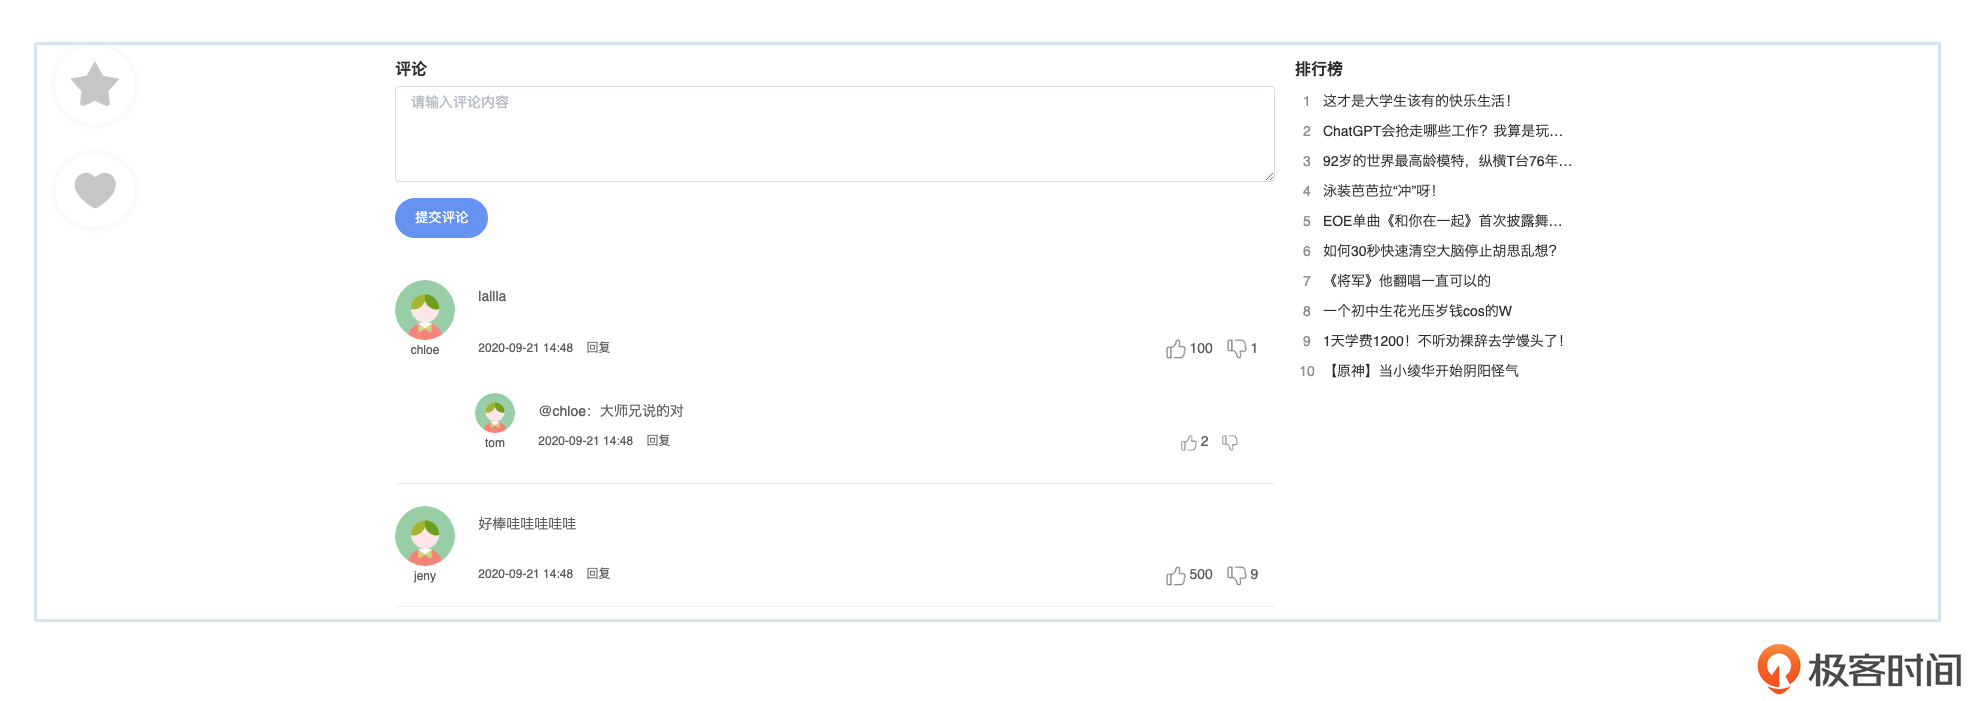 评论
请输入评论内容
提交评论
lallla
chloe
2020-09-21 14:48 回复
100 1
@chloe：大师兄说的对
tom
2020-09-21 14:48 回复
2
好棒哇哇哇哇哇
jeny
2020-09-21 14:48 回复
500 9
排行榜
1 这才是大学生该有的快乐生活！
2 ChatGPT会抢走哪些工作？我算是玩...
3 92岁的世界最高龄模特，纵横T台76年...
4 泳装芭芭拉“冲”呀！
5 EOE单曲《和你在一起》首次披露舞...
6 如何30秒快速清空大脑停止胡思乱想？
7 《将军》他翻唱一直可以的
8 一个初中生花光压岁钱cos的W
9 1天学费1200！不听劝裸辞去学馒头了！
10 【原神】当小绫华开始阴阳怪气
极客时间